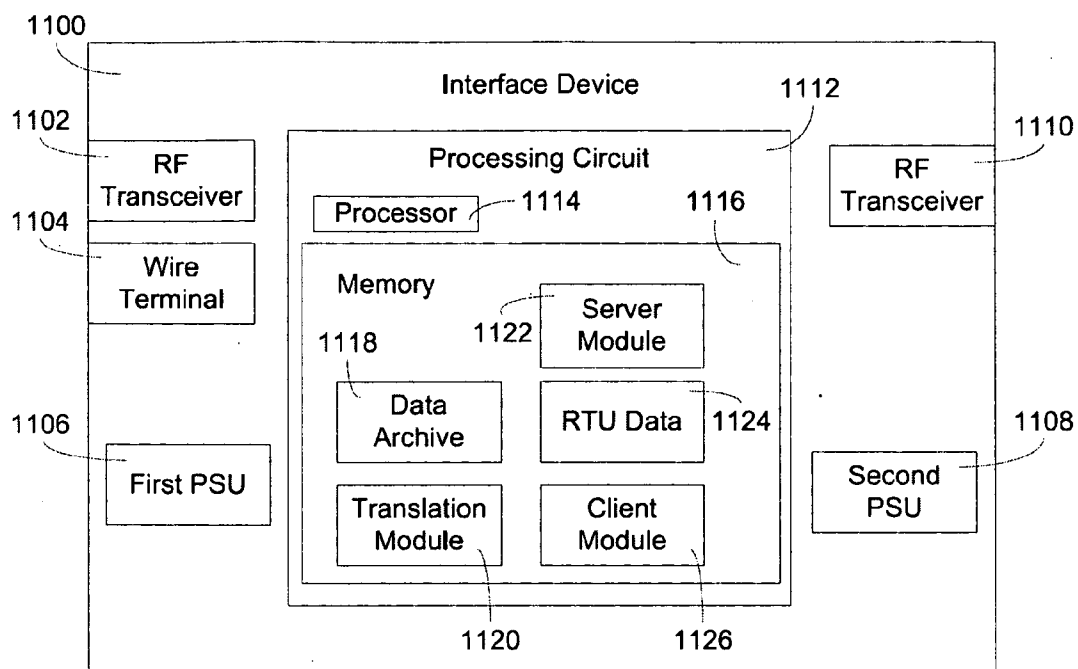 1100
Interface Device
1112
1102
1110
RF
Transceiver
Processing Circuit
RF
Transceiver
1104
Processor
1114
1116
Wire
Terminal
Memory
Server
Module
1122
1118
Data
Archive
RTU Data
1124
1106
1108
First PSU
Second
PSU
Translation
Module
Client
Module
1120
1126